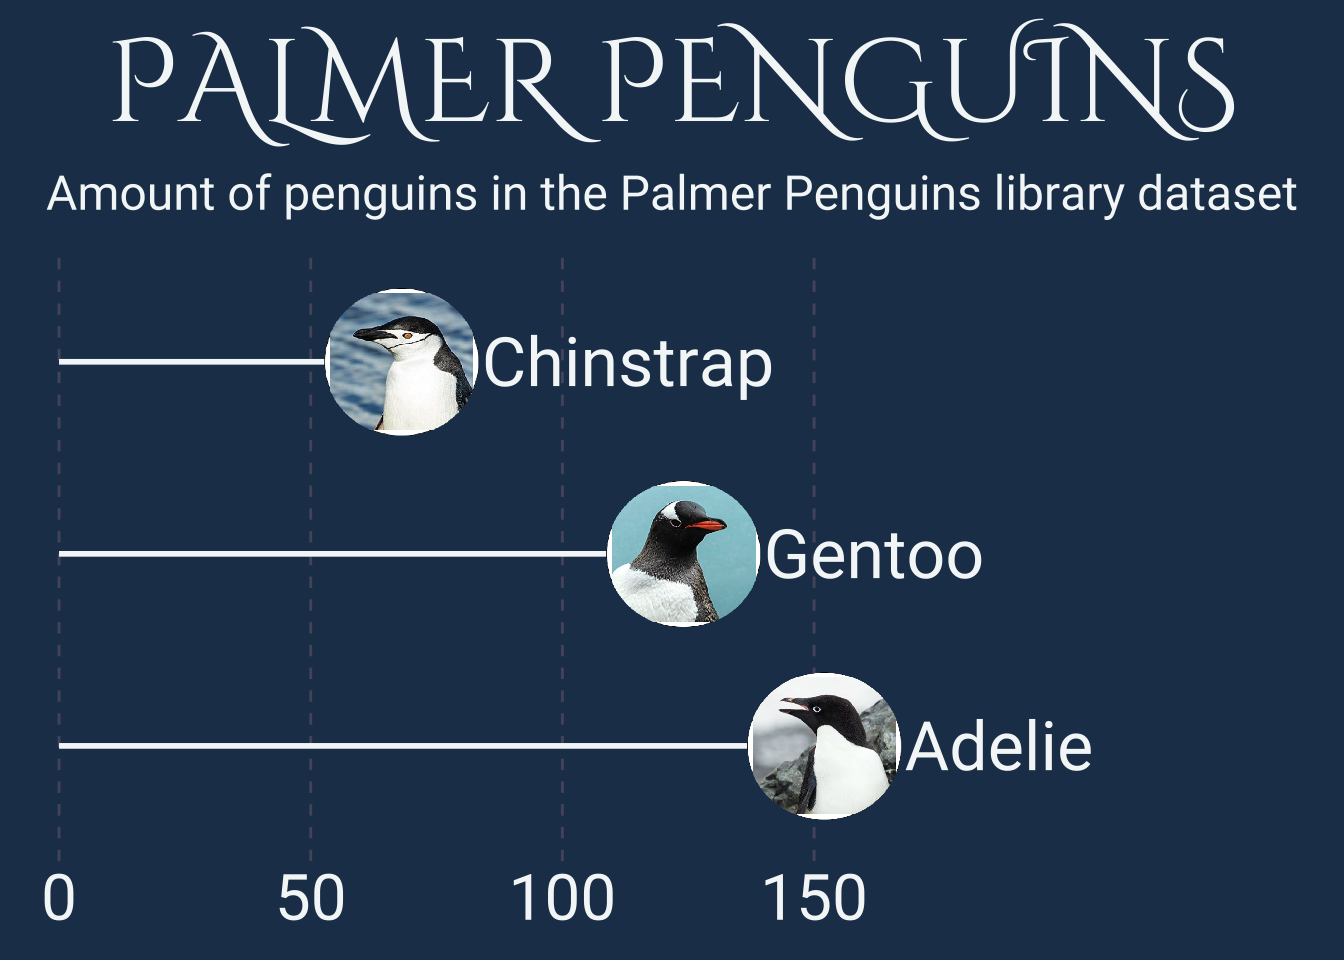 PALMER PENGUINS
Amount of penguins in the Palmer Penguins library dataset
Chinstrap
Gentoo
Adelie
0 50 100 150